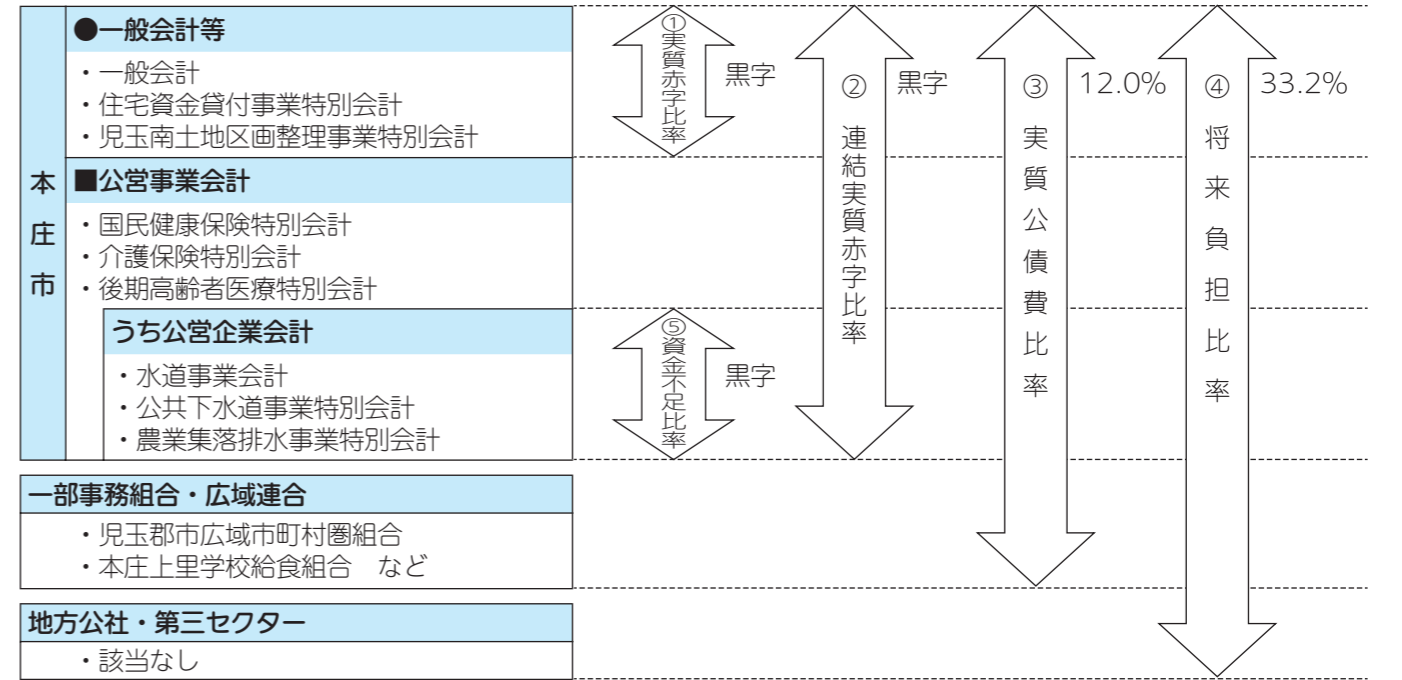 本庄市
●一般会計等
・一般会計
・住宅資金貸付事業特別会計
・児玉南土地区画整理事業特別会計
■公営事業会計
・国民健康保険特別会計
・介護保険特別会計
・後期高齢者医療特別会計
うち公営企業会計
・水道事業会計
・公共下水道事業特別会計
・農業集落排水事業特別会計
一部事務組合・広域連合
・児玉郡市広域市町村圏組合
・本庄上里学校給食組合　など
地方公社・第三セクター
・該当なし
①実質赤字比率
黒字
⑤資金不足比率
黒字
②連結実質赤字比率
黒字
③実質公債費比率
12.0%
④将来負担比率
33.2%